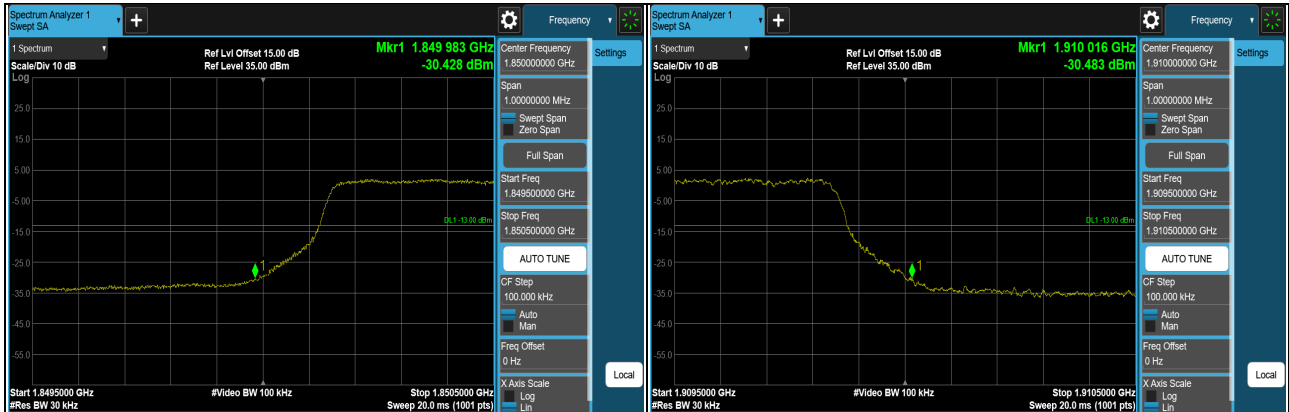 Spectrum Analyzer 1
Swept SA
+
Frequency
1 Spectrum
Scale/Div 10 dB
Ref Lvl Offset 15.00 dB
Ref Level 35.00 dBm
Mkr1 1.849 983 GHz
-30.428 dBm
Log
25.0
15.0
5.00
-5.00
-15.0
-25.0
-35.0
-45.0
-55.0
DL1 -13.00 dBm
1
Start 1.8495000 GHz
#Res BW 30 kHz
#Video BW 100 kHz
Stop 1.8505000 GHz
Sweep 20.0 ms (1001 pts)
Center Frequency
1.850000000 GHz
Settings
Span
1.00000000 MHz
Swept Span
Zero Span
Full Span
Start Freq
1.849500000 GHz
Stop Freq
1.850500000 GHz
AUTO TUNE
CF Step
100.000 kHz
Auto
Man
Freq Offset
0 Hz
X Axis Scale
Log
Lin
Local
Spectrum Analyzer 1
Swept SA
+
Frequency
1 Spectrum
Scale/Div 10 dB
Ref Lvl Offset 15.00 dB
Ref Level 35.00 dBm
Mkr1 1.910 016 GHz
-30.483 dBm
Log
25.0
15.0
5.00
-5.00
-15.0
-25.0
-35.0
-45.0
-55.0
DL1 -13.00 dBm
1
Start 1.9095000 GHz
#Res BW 30 kHz
#Video BW 100 kHz
Stop 1.9105000 GHz
Sweep 20.0 ms (1001 pts)
Center Frequency
1.910000000 GHz
Settings
Span
1.00000000 MHz
Swept Span
Zero Span
Full Span
Start Freq
1.909500000 GHz
Stop Freq
1.910500000 GHz
AUTO TUNE
CF Step
100.000 kHz
Auto
Man
Freq Offset
0 Hz
X Axis Scale
Log
Lin
Local